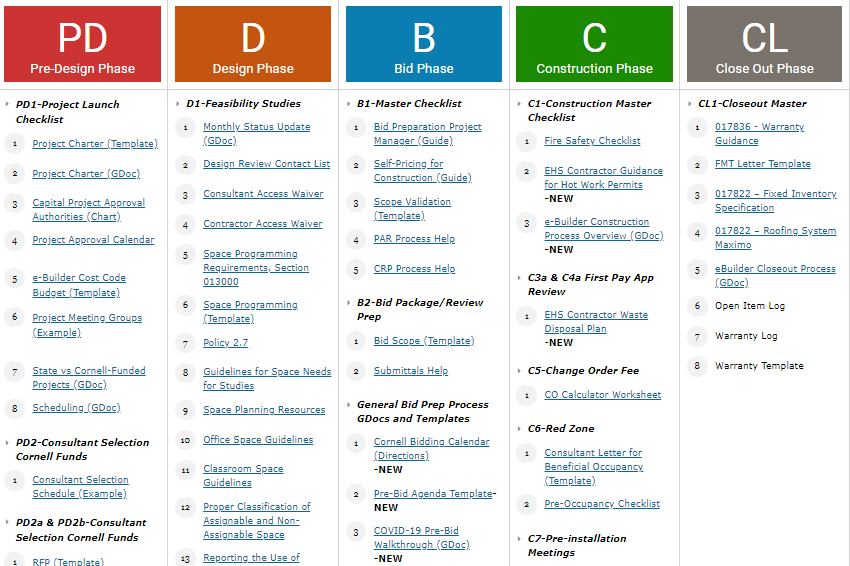 PD
Pre-Design Phase
PD1-Project Launch
Checklist
1 Project Charter (Template)
2 Project Charter (GDoc)
3 Capital Project Approval
Authorities (Chart)
4 Project Approval Calendar
5 e-Builder Cost Code
Budget (Template)
6 Project Meeting Groups
(Example)
7 State vs Cornell-Funded
Projects (GDoc)
8 Scheduling (GDoc)
PD2-Consultant Selection
Cornell Funds
1 Consultant Selection
Schedule (Example)
PD2a & PD2b-Consultant
Selection Cornell Funds
1 RFP (Template)
D
Design Phase
D1-Feasibility Studies
1 Monthly Status Update
(GDoc)
2 Design Review Contact List
3 Consultant Access Waiver
4 Contractor Access Waiver
5 Space Programming
Requirements, Section
013000
6 Space Programming
(Template)
7 Policy 2.7
8 Guidelines for Space Needs
for Studies
9 Space Planning Resources
10 Office Space Guidelines
11 Classroom Space
Guidelines
12 Proper Classification of
Assignable and Non-
Assignable Space
13 Reporting the Use of
B
Bid Phase
B1-Master Checklist
1 Bid Preparation Project
Manager (Guide)
2 Self-Pricing for
Construction (Guide)
3 Scope Validation
(Template)
4 PAR Process Help
5 CRP Process Help
B2-Bid Package/Review
Prep
1 Bid Scope (Template)
2 Submittals Help
General Bid Prep Process
GDocs and Templates
1 Cornell Bidding Calendar
(Directions)
-NEW
2 Pre-Bid Agenda Template-
NEW
3 COVID-19 Pre-Bid
Walkthrough (GDoc)
-NEW
C
Construction Phase
C1-Construction Master
Checklist
1 Fire Safety Checklist
2 EHS Contractor Guidance
for Hot Work Permits
-NEW
3 e-Builder Construction
Process Overview (GDoc)
-NEW
C3a & C4a First Pay App
Review
1 EHS Contractor Waste
Disposal Plan
-NEW
C5-Change Order Fee
1 CO Calculator Worksheet
C6-Red Zone
1 Consultant Letter for
Beneficial Occupancy
(Template)
2 Pre-Occupancy Checklist
C7-Pre-installation
Meetings
CL
Close Out Phase
CL1-Closeout Master
1 017836 - Warranty
Guidance
2 FMT Letter Template
3 017822 – Fixed Inventory
Specification
4 017822 – Roofing System
Maximo
5 eBuilder Closeout Process
(GDoc)
6 Open Item Log
7 Warranty Log
8 Warranty Template